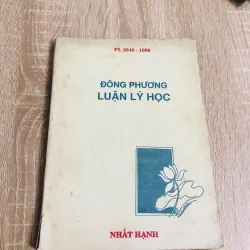 PL 2540 - 1996
ĐÔNG PHƯƠNG
LUẬN LÝ HỌC
NHẤT HẠNH